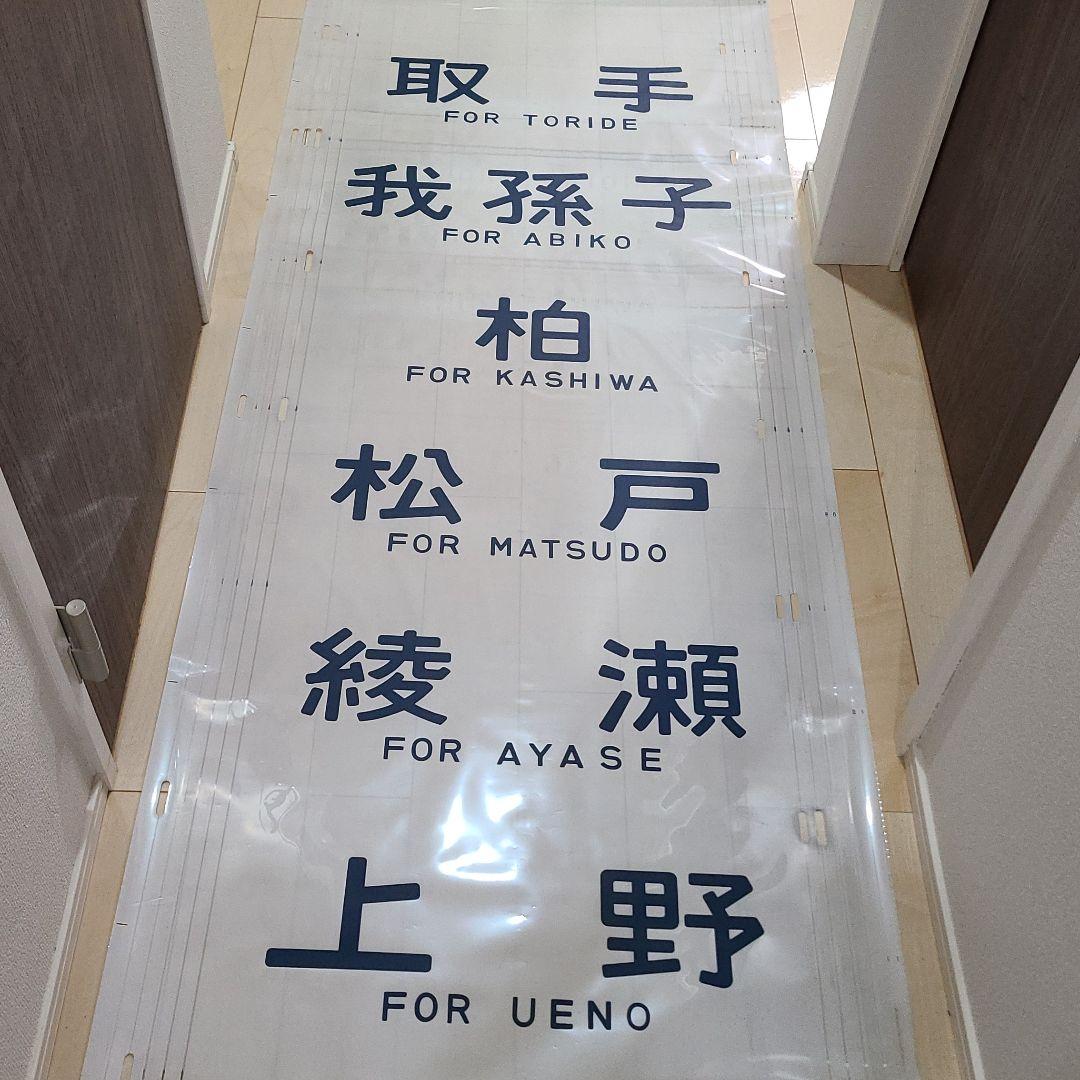 取手
FOR TORIDE
我孫子
FOR ABIKO
柏
FOR KASHIWA
松戸
FOR MATSUDO
綾瀬
FOR AYASE
上野
FOR UENO